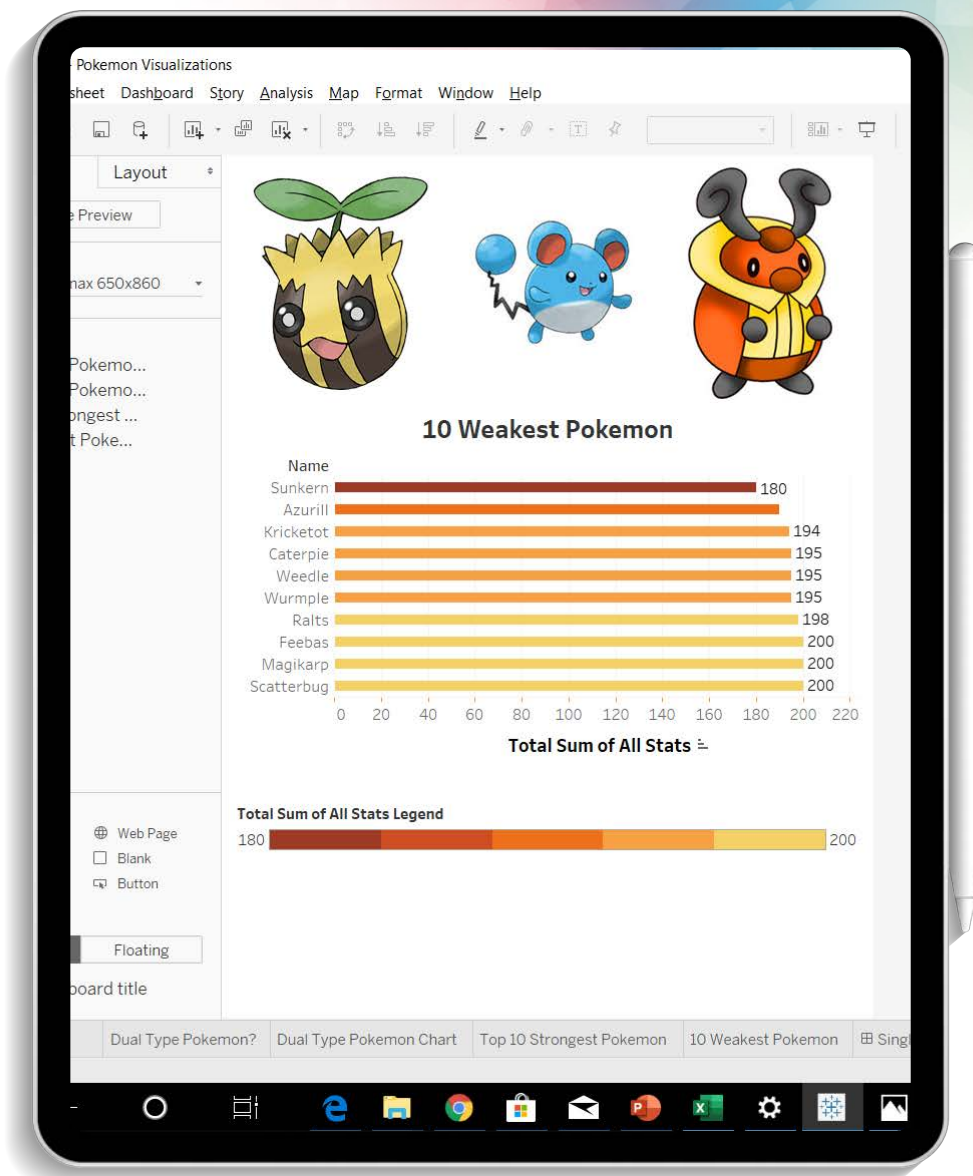 Pokemon Visualizations
sheet Dashboard Story Analysis Map Format Window Help
Layout
e Preview
max 650x860
Pokemo...
Pokemo...
ongest ...
t Poke...
10 Weakest Pokemon
Name
Sunkern 180
Azurill
Kricketot 194
Caterpie 195
Weedle 195
Wurmple 195
Ralts 198
Feebas 200
Magikarp 200
Scatterbug 200
0 20 40 60 80 100 120 140 160 180 200 220
Total Sum of All Stats
Total Sum of All Stats Legend
180 200
Web Page
Blank
Button
Floating
board title
Dual Type Pokemon? Dual Type Pokemon Chart Top 10 Strongest Pokemon 10 Weakest Pokemon Singl